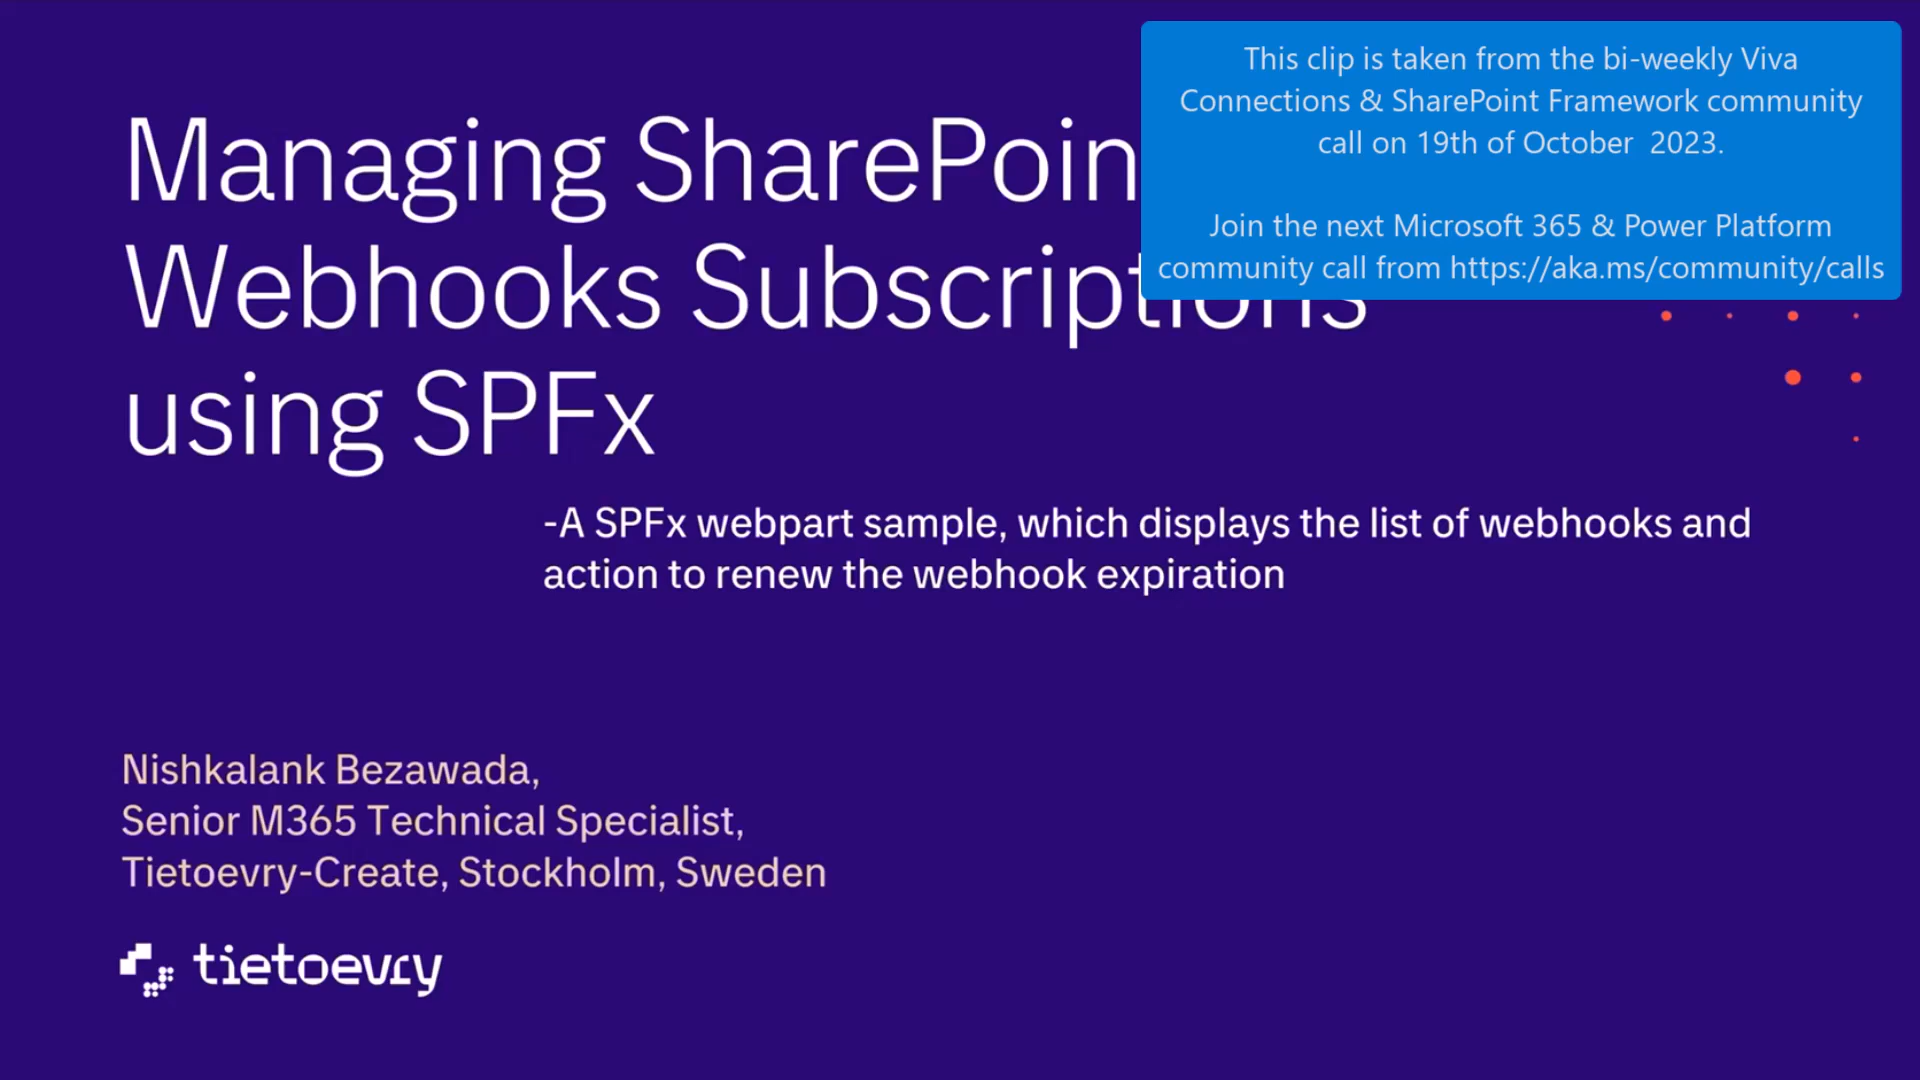 Managing SharePoin
Webhooks Subscriptions
using SPFx
This clip is taken from the bi-weekly Viva
Connections & SharePoint Framework community
call on 19th of October  2023.
Join the next Microsoft 365 & Power Platform
community call from https://aka.ms/community/calls
-A SPFx webpart sample, which displays the list of webhooks and
action to renew the webhook expiration
Nishkalank Bezawada,
Senior M365 Technical Specialist,
Tietoevry-Create, Stockholm, Sweden
tietoevry